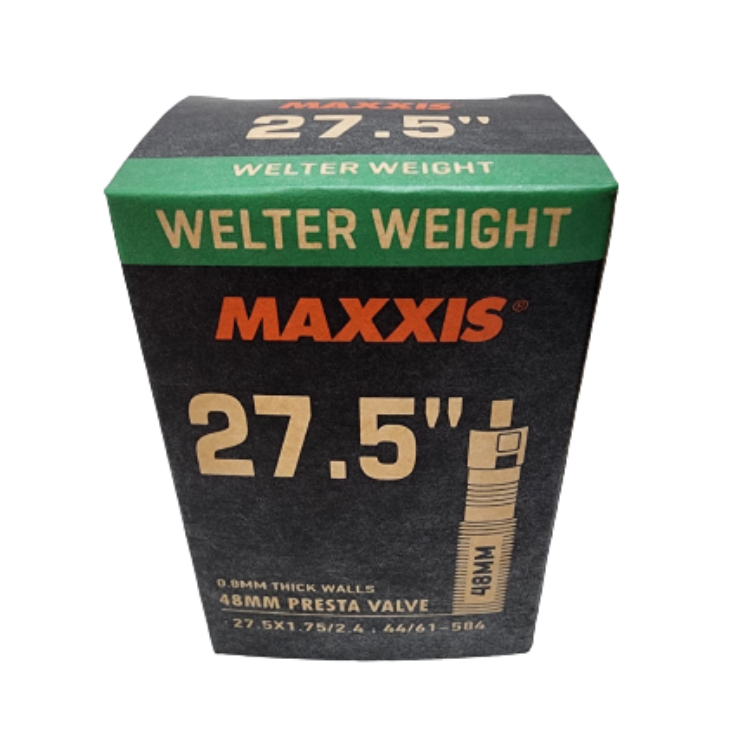 MAXXIS
27.5"
WELTER WEIGHT
WELTER WEIGHT
MAXXIS®
27.5"
48MM
0.8MM THICK WALLS
48MM PRESTA VALVE
27.5X1.75/2.4 . 44/61-584